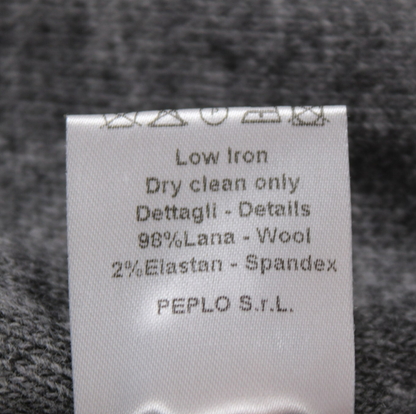 Low Iron
Dry clean only
Dettagli - Details
98%Lana - Wool
2%Elastan - Spandex
PEPLO S.r.L.